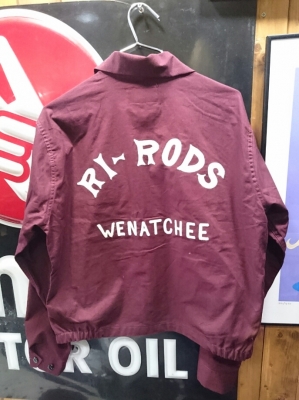 RI-RODS
WENATCHEE
TOR OIL